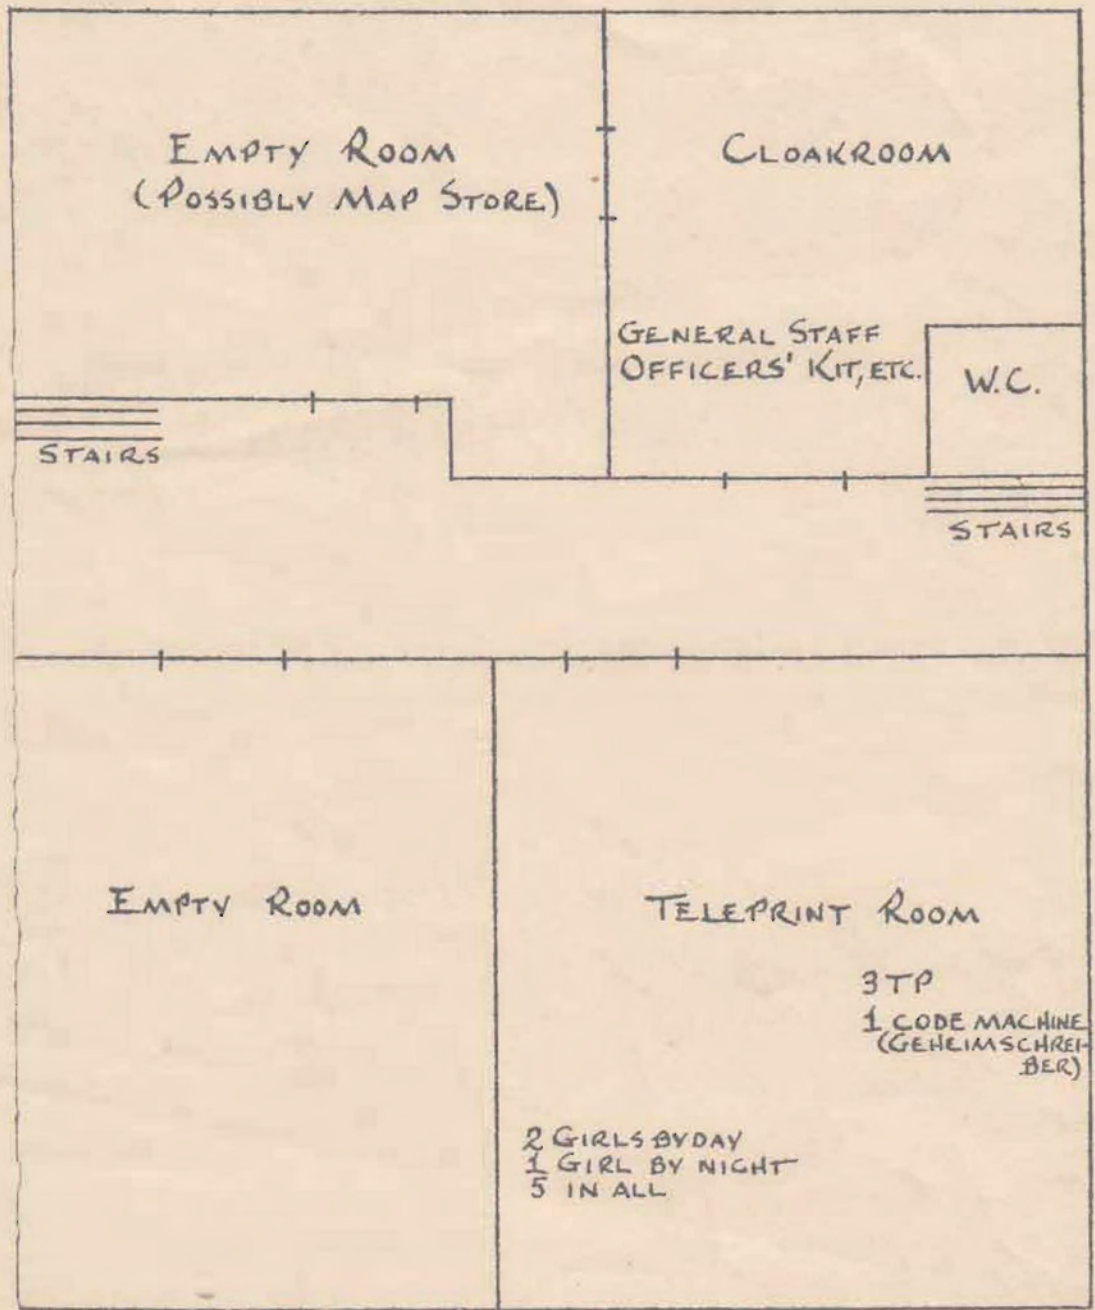 EMPTY ROOM
(POSSIBLY MAP STORE)
CLOAKROOM
GENERAL STAFF
OFFICERS' KIT, ETC.
W.C.
STAIRS
STAIRS
EMPTY ROOM
TELEPRINT ROOM
3 TP
1 CODE MACHINE
(GEHEIMSCHREI-
BER)
2 GIRLS BY DAY
1 GIRL BY NIGHT
5 IN ALL